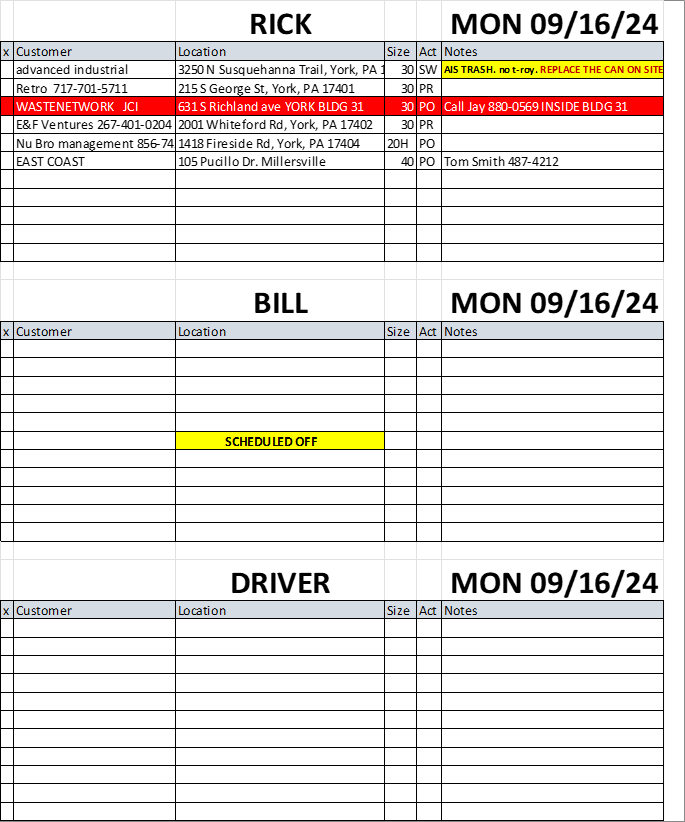 RICK MON 09/16/24
x Customer Location Size Act Notes
advanced industrial 3250 N Susquehanna Trail, York, PA 1 30 SW AIS TRASH. no t-roy. REPLACE THE CAN ON SITE
Retro 717-701-5711 215 S George St, York, PA 17401 30 PR
WASTENETWORK JCI 631 S Richland ave YORK BLDG 31 30 PO Call Jay 880-0569 INSIDE BLDG 31
E&F Ventures 267-401-0204 2001 Whiteford Rd, York, PA 17402 30 PR
Nu Bro management 856-74 1418 Fireside Rd, York, PA 17404 20H PO
EAST COAST 105 Pucillo Dr. Millersville 40 PO Tom Smith 487-4212
BILL MON 09/16/24
x Customer Location Size Act Notes
SCHEDULED OFF
DRIVER MON 09/16/24
x Customer Location Size Act Notes